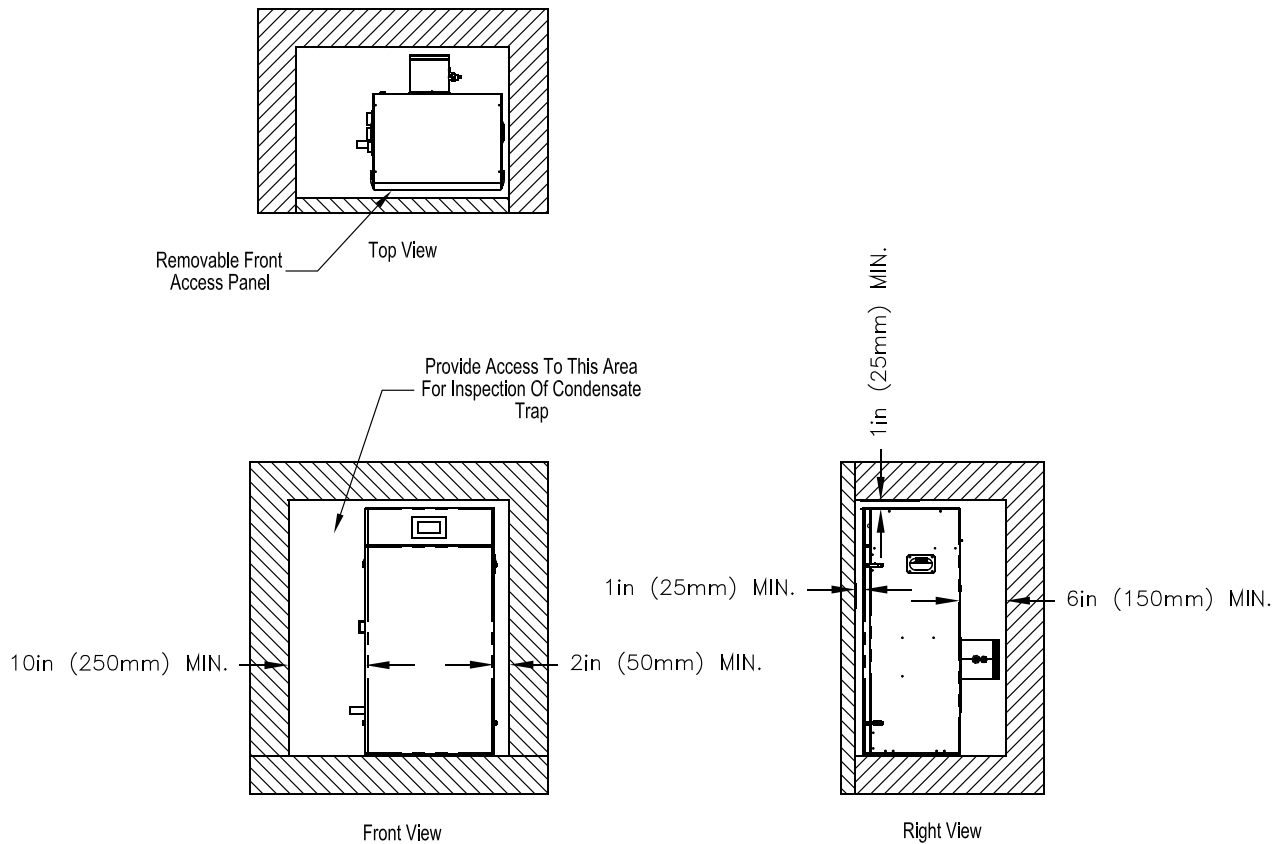 Removable Front
Access Panel
Top View
Provide Access To This Area
For Inspection Of Condensate
Trap
1in (25mm) MIN.
10in (250mm) MIN.
2in (50mm) MIN.
1in (25mm) MIN.
6in (150mm) MIN.
Front View
Right View